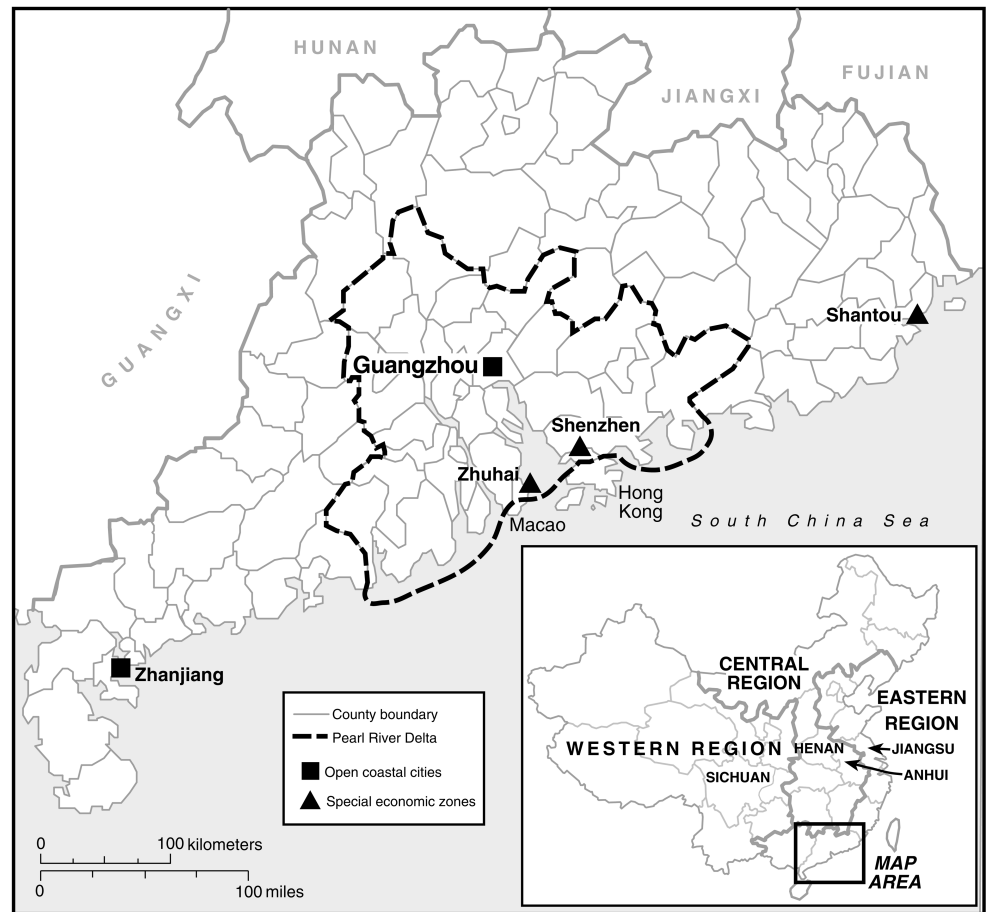 HUNAN
JIANGXI
FUJIAN
GUANGXI
Shantou
Guangzhou
Shenzhen
Zhuhai
Hong
Kong
Macao
South China Sea
Zhanjiang
County boundary
Pearl River Delta
Open coastal cities
Special economic zones
0 100 kilometers
0 100 miles
CENTRAL
REGION
EASTERN
REGION
WESTERN REGION
HENAN
JIANGSU
SICHUAN
ANHUI
MAP
AREA